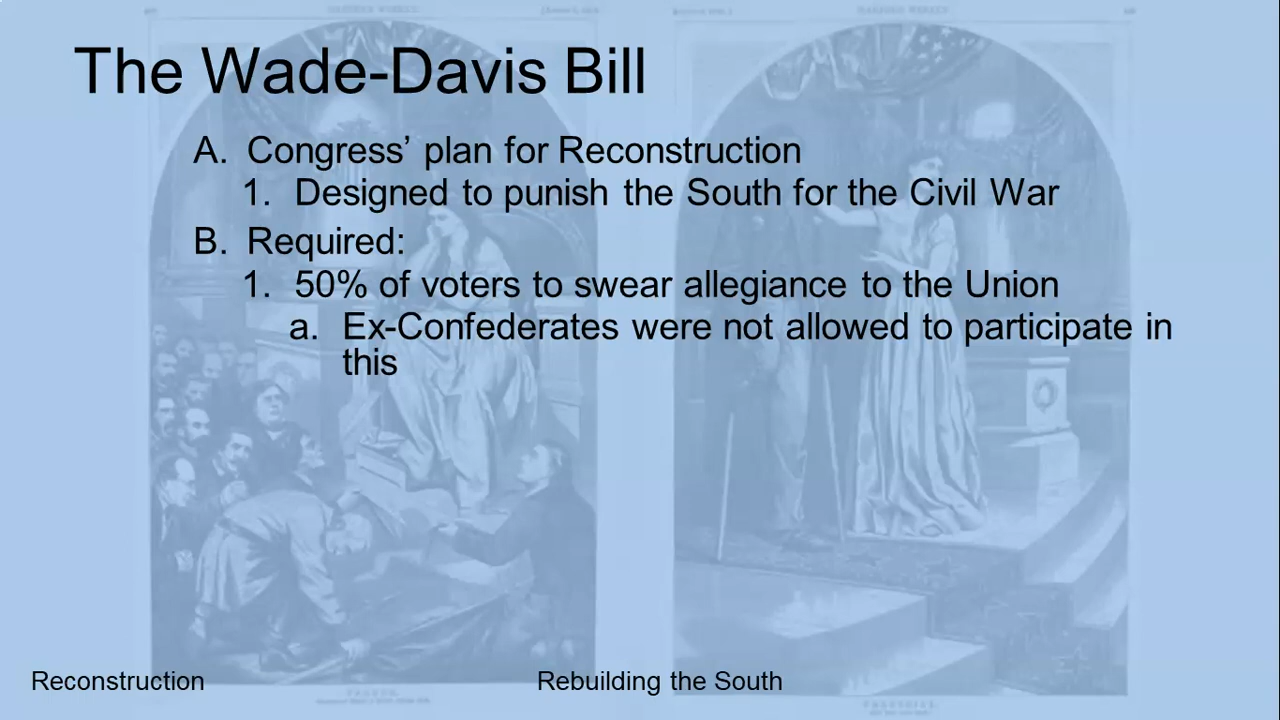 The Wade-Davis Bill
A. Congress’ plan for Reconstruction
1. Designed to punish the South for the Civil War
B. Required:
1. 50% of voters to swear allegiance to the Union
a. Ex-Confederates were not allowed to participate in
this
Reconstruction
Rebuilding the South